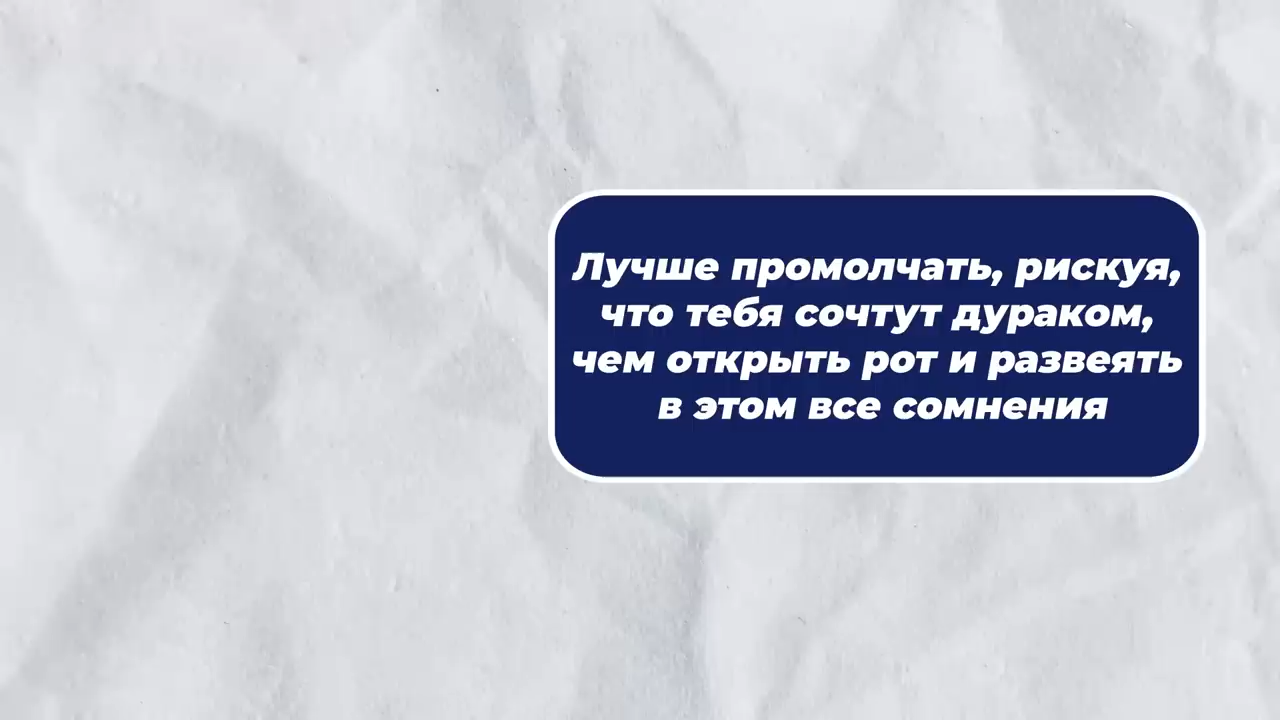 Лучше промолчать, рискуя,
что тебя сочтут дураком,
чем открыть рот и развеять
в этом все сомнения